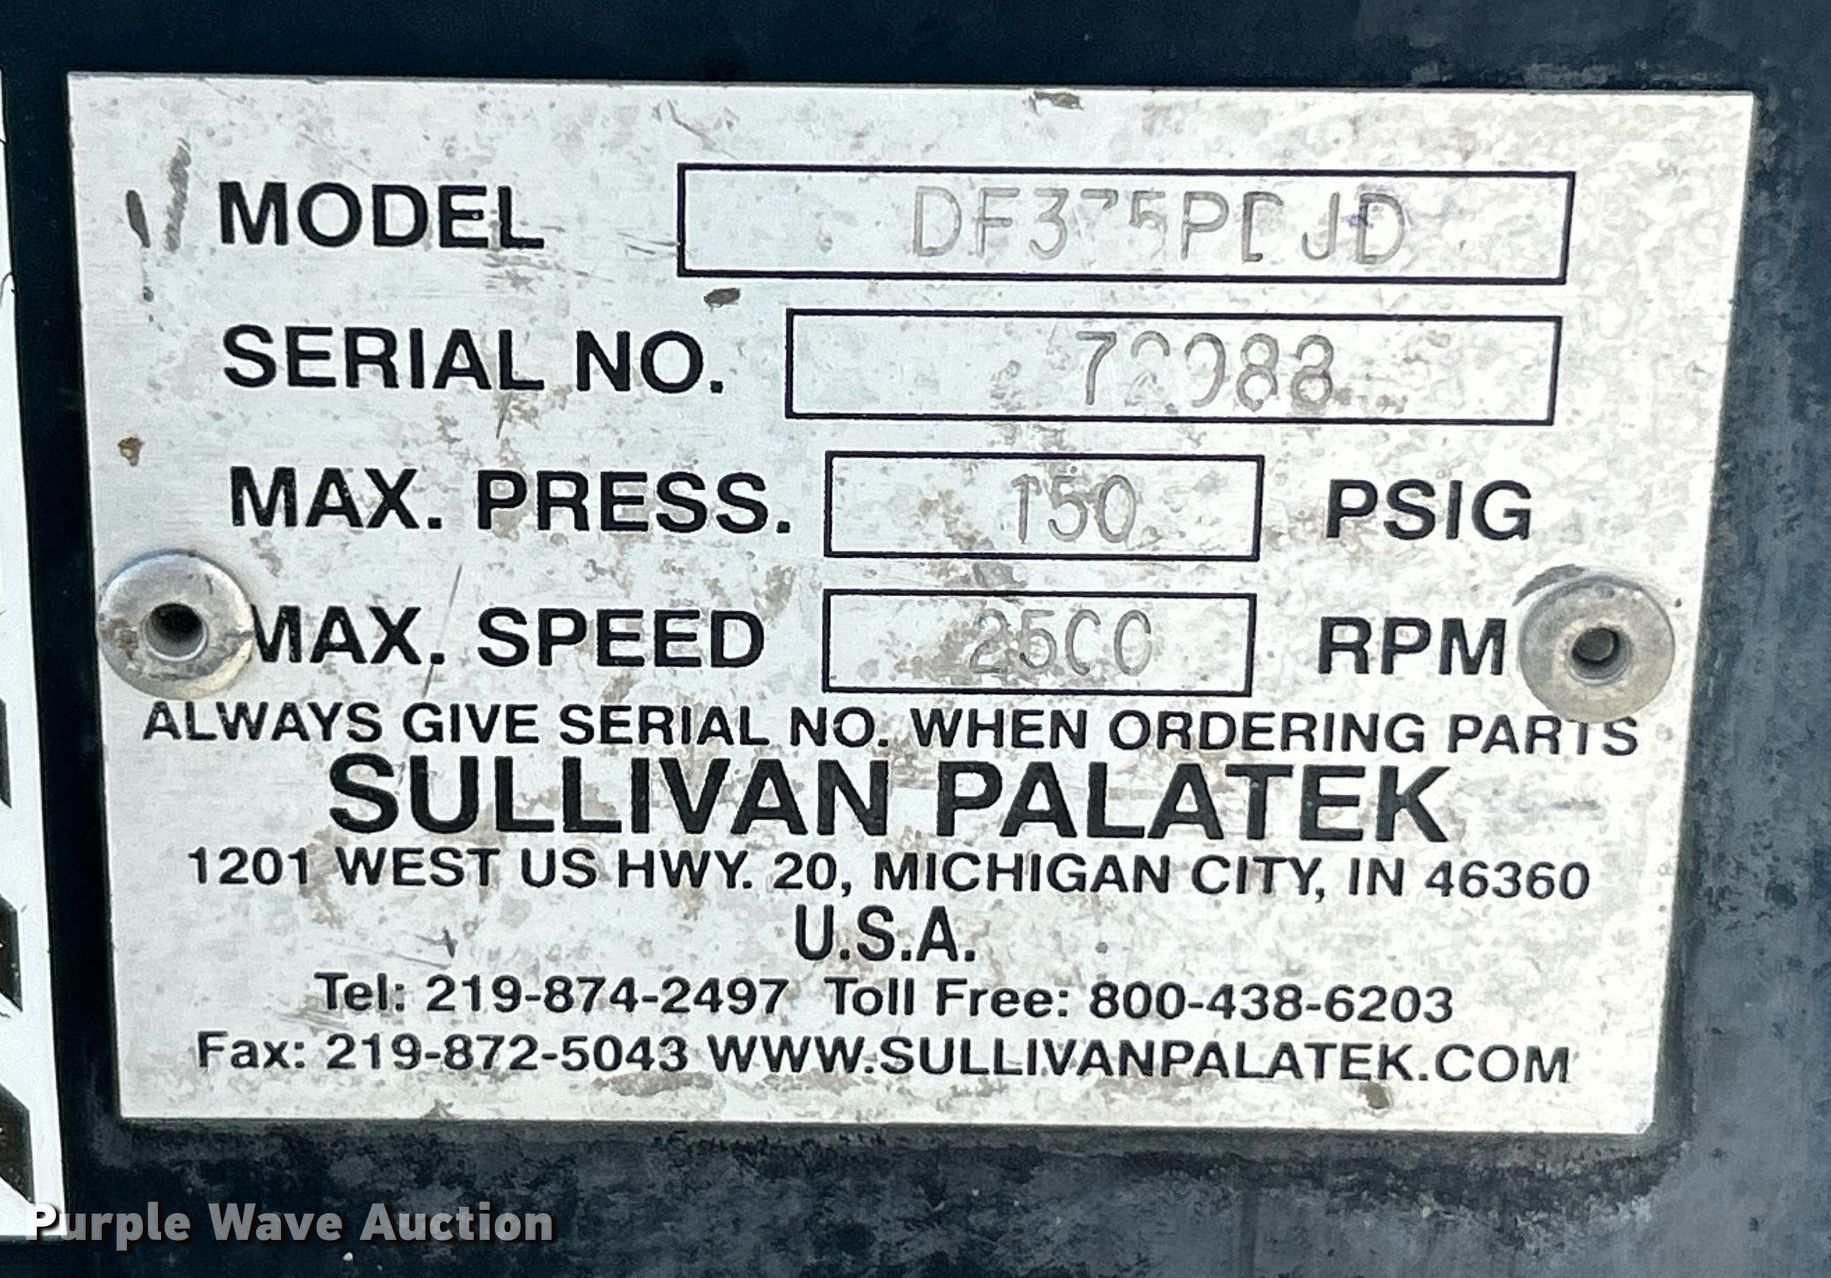 MODEL DF375PDJD
SERIAL NO.
MAX. PRESS. 150 PSIG
MAX. SPEED 2500 RPM
ALWAYS GIVE SERIAL NO. WHEN ORDERING PARTS
SULLIVAN PALATEK
1201 WEST US HWY. 20, MICHIGAN CITY, IN 46360
U.S.A.
Tel: 219-874-2497 Toll Free: 800-438-6203
Fax: 219-872-5043 WWW.SULLIVANPALATEK.COM
Purple Wave Auction